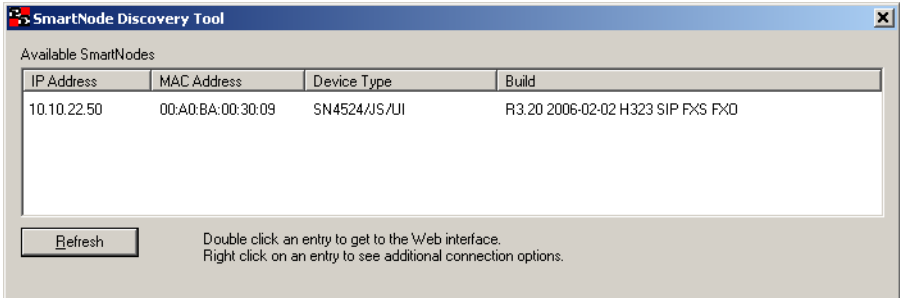 SmartNode Discovery Tool
Available SmartNodes
IP Address MAC Address Device Type Build
10.10.22.50 00:A0:BA:00:30:09 SN4524/JS/UI R3.20 2006-02-02 H323 SIP FXS FXO
Refresh
Double click an entry to get to the Web interface.
Right click on an entry to see additional connection options.